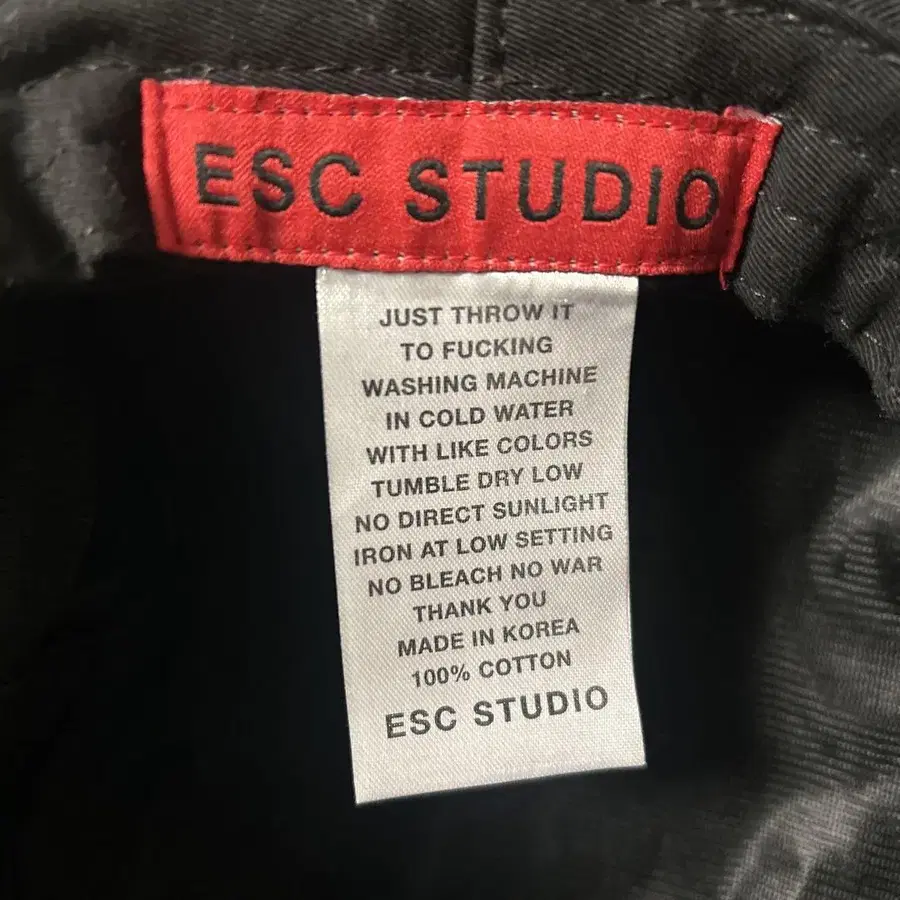 ESC STUDIO
JUST THROW IT
TO FUCKING
WASHING MACHINE
IN COLD WATER
WITH LIKE COLORS
TUMBLE DRY LOW
NO DIRECT SUNLIGHT
IRON AT LOW SETTING
NO BLEACH NO WAR
THANK YOU
MADE IN KOREA
100% COTTON
ESC STUDIO